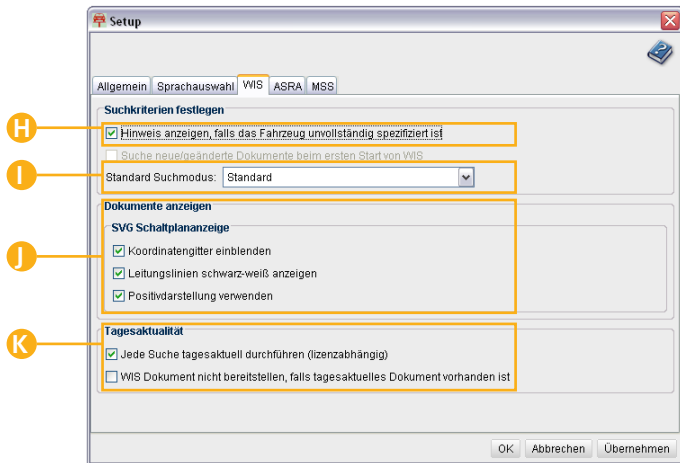 Setup
Allgemein Sprachauswahl WIS ASRA MSS
Suchkriterien festlegen
H
Hinweis anzeigen, falls das Fahrzeug unvollständig spezifiziert ist
Suche neue/geänderte Dokumente beim ersten Start von WIS
I
Standard Suchmodus: Standard
Dokumente anzeigen
SVG Schaltplananzeige
J
Koordinatengitter einblenden
Leitungslinien schwarz-weiß anzeigen
Positivdarstellung verwenden
Tagesaktualität
K
Jede Suche tagesaktuell durchführen (lizenzabhängig)
WIS Dokument nicht bereitstellen, falls tagesaktuelles Dokument vorhanden ist
OK Abbrechen Übernehmen